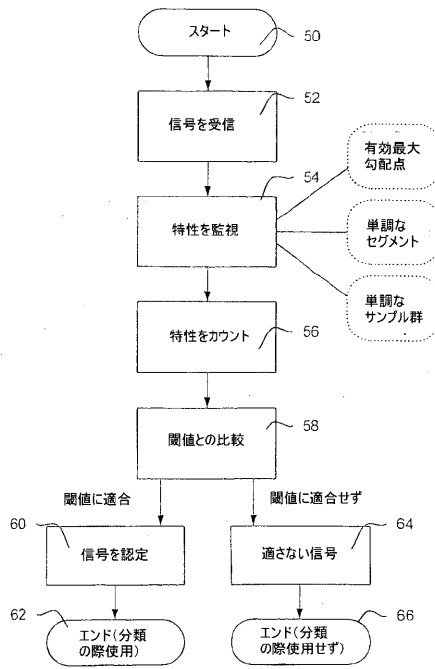 スタート
50
信号を受信
52
有効最大
勾配点
特性を監視
54
単調な
セグメント
単調な
サンプル群
特性をカウント
56
閾値との比較
58
閾値に適合
閾値に適合せず
60
信号を認定
適さない信号
64
62
エンド(分類
の際使用)
エンド(分類
の際使用せず)
66